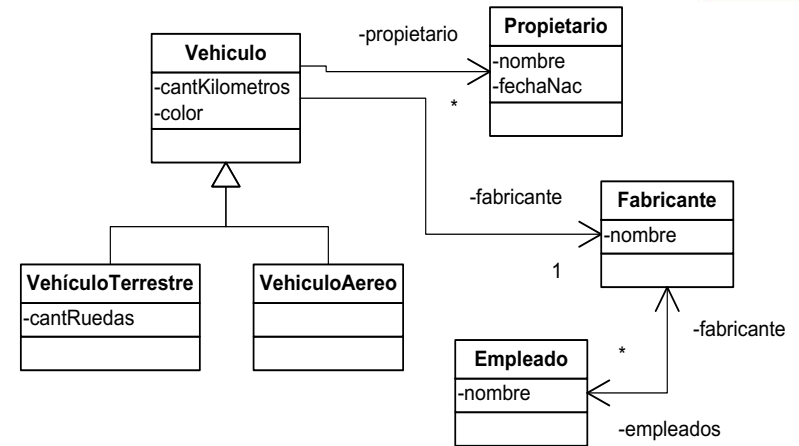 Vehiculo
-cantKilometros
-color
-propietario
Propietario
-nombre
-fechaNac
*
-fabricante
1
Fabricante
-nombre
VehículoTerrestre
-cantRuedas
VehiculoAereo
-fabricante
*
Empleado
-nombre
-empleados